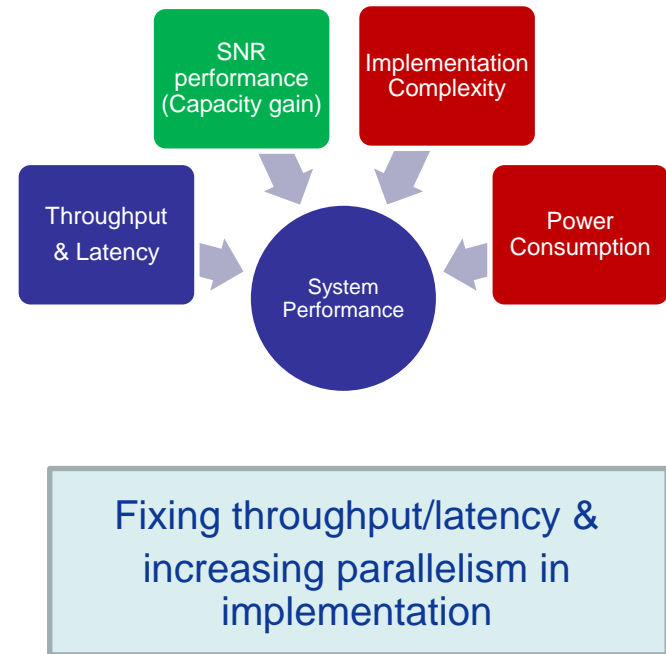 SNR
performance
(Capacity gain)
Implementation
Complexity
Throughput
& Latency
Power
Consumption
System
Performance
Fixing throughput/latency &
increasing parallelism in
implementation